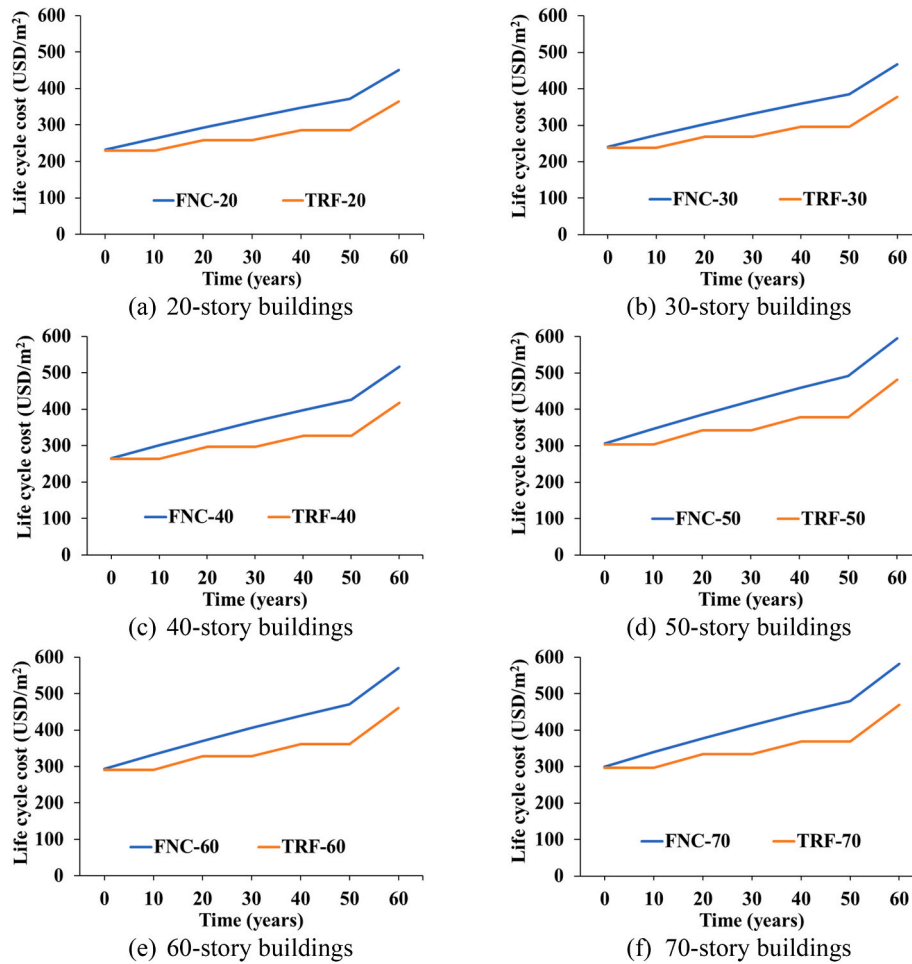 Life cycle cost (USD/m²)
600
500
400
300
200
100
0
FNC-20 TRF-20
0 10 20 30 40 50 60
Time (years)
(a) 20-story buildings
Life cycle cost (USD/m²)
600
500
400
300
200
100
0
FNC-30 TRF-30
0 10 20 30 40 50 60
Time (years)
(b) 30-story buildings
Life cycle cost (USD/m²)
600
500
400
300
200
100
0
FNC-40 TRF-40
0 10 20 30 40 50 60
Time (years)
(c) 40-story buildings
Life cycle cost (USD/m²)
600
500
400
300
200
100
0
FNC-50 TRF-50
0 10 20 30 40 50 60
Time (years)
(d) 50-story buildings
Life cycle cost (USD/m²)
600
500
400
300
200
100
0
FNC-60 TRF-60
0 10 20 30 40 50 60
Time (years)
(e) 60-story buildings
Life cycle cost (USD/m²)
600
500
400
300
200
100
0
FNC-70 TRF-70
0 10 20 30 40 50 60
Time (years)
(f) 70-story buildings